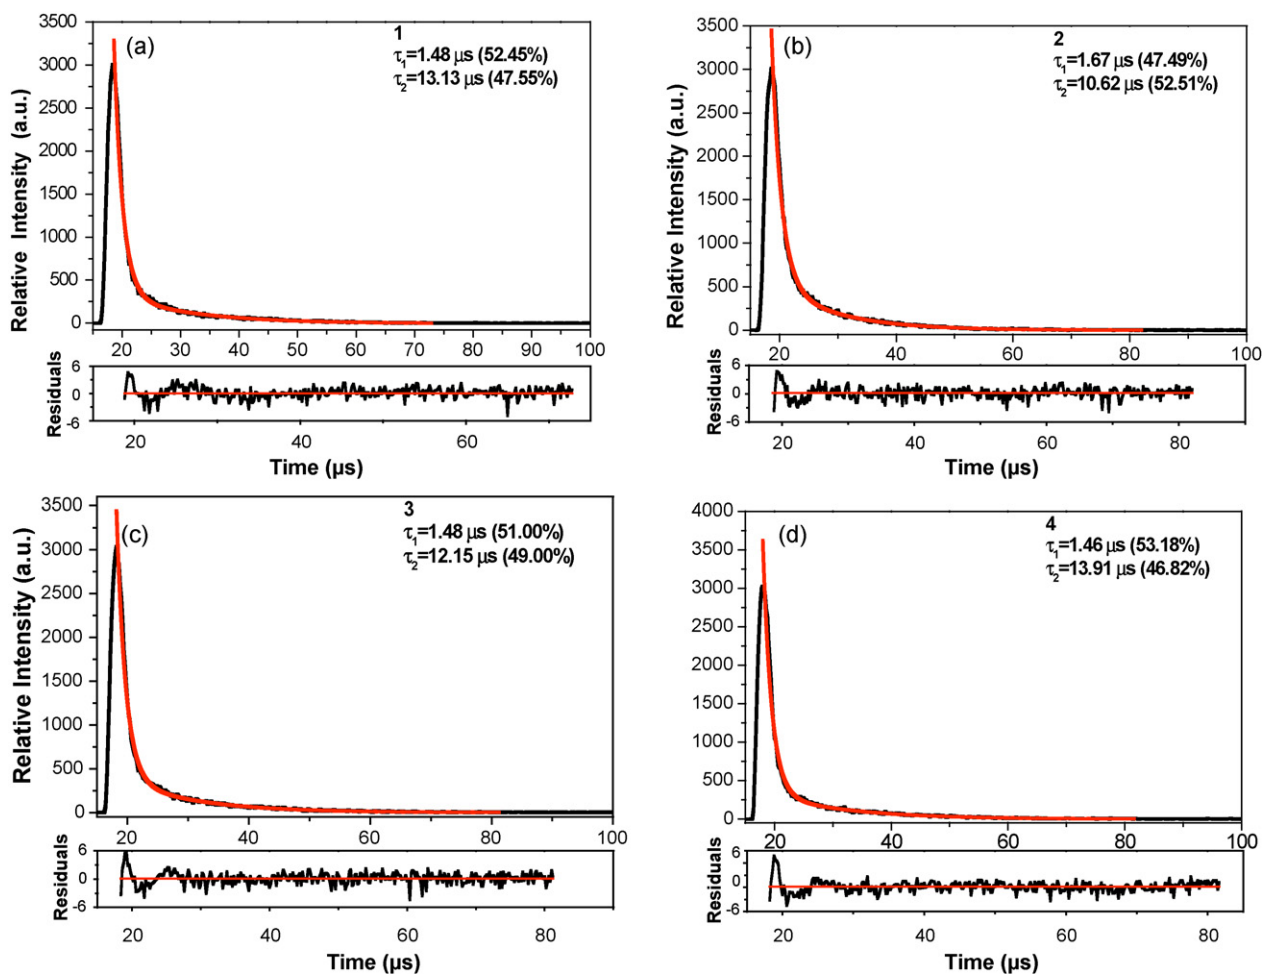 (a)
1
τ1=1.48 μs (52.45%)
τ2=13.13 μs (47.55%)
Relative Intensity (a.u.)
3500
3000
2500
2000
1500
1000
500
0
20 30 40 50 60 70 80 90 100
Residuals
6
-6
20 40 60
Time (μs)
(b)
2
τ1=1.67 μs (47.49%)
τ2=10.62 μs (52.51%)
Relative Intensity (a.u.)
3500
3000
2500
2000
1500
1000
500
0
20 40 60 80 100
Residuals
6
0
-6
20 40 60 80
Time (μs)
(c)
3
τ1=1.48 μs (51.00%)
τ2=12.15 μs (49.00%)
Relative Intensity (a.u.)
3500
3000
2500
2000
1500
1000
500
0
20 40 60 80 100
Residuals
6
0
-6
20 40 60 80
Time (μs)
(d)
4
τ1=1.46 μs (53.18%)
τ2=13.91 μs (46.82%)
4000
3500
3000
2500
2000
1500
1000
500
0
20 40 60 80 100
Residuals
6
0
-6
20 40 60 80
Time (μs)